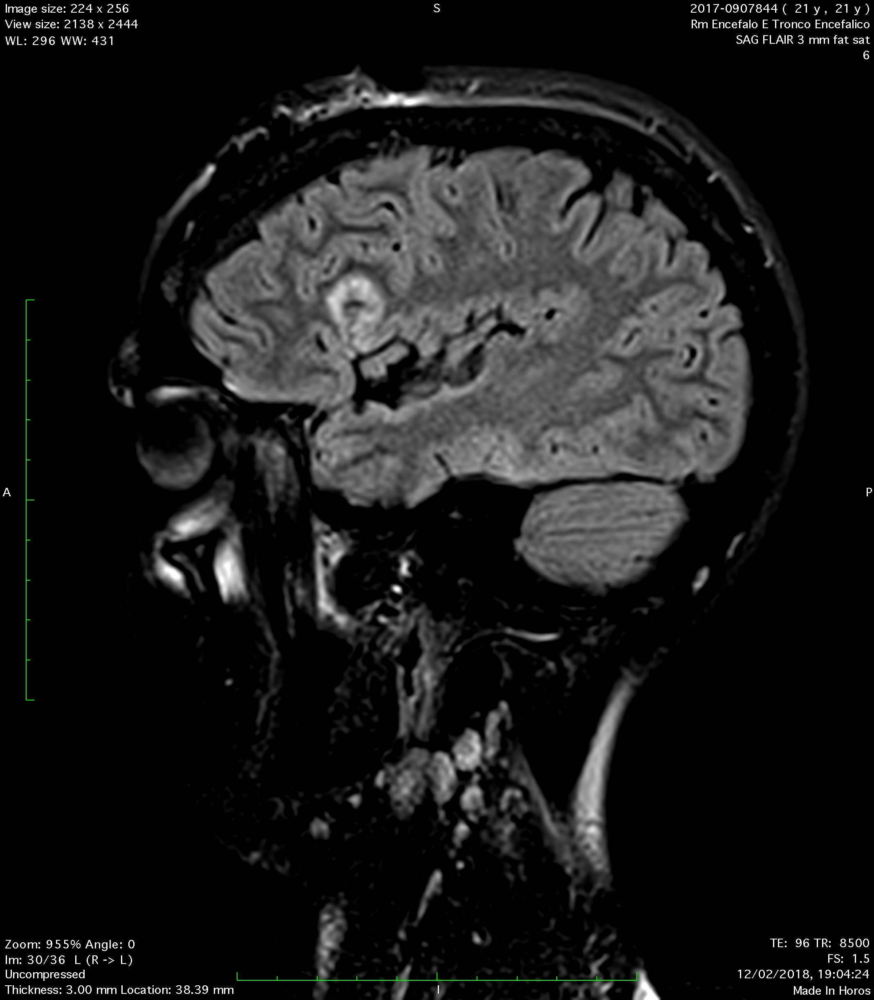 Image size: 224 x 256
View size: 2138 x 2444
WL: 296 WW: 431
S
2017-0907844 ( 21 y , 21 y )
Rm Encefalo E Tronco Encefalico
SAG FLAIR 3 mm fat sat
6
A
P
Zoom: 955% Angle: 0
Im: 30/36 L (R -> L)
Uncompressed
Thickness: 3.00 mm Location: 38.39 mm
I
TE: 96 TR: 8500
FS: 1.5
12/02/2018, 19:04:24
Made In Horos